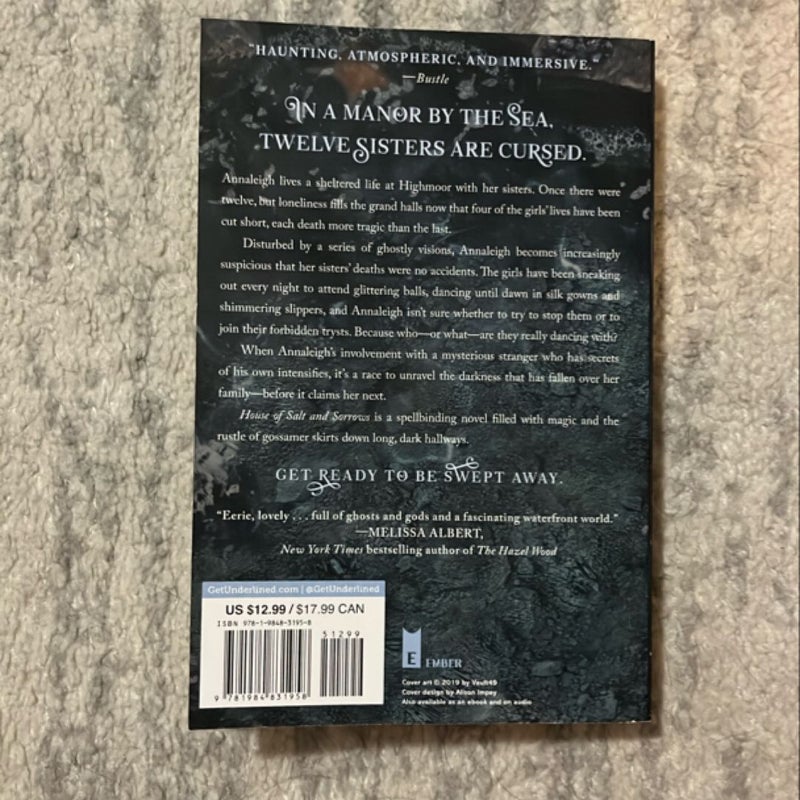 “HAUNTING, ATMOSPHERIC, AND IMMERSIVE.”
—Bustle
IN A MANOR BY THE SEA,
TWELVE SISTERS ARE CURSED.
Annaleigh lives a sheltered life at Highmoor with her sisters. Once there were
twelve, but loneliness fills the grand halls now that four of the girls’ lives have been
cut short, each death more tragic than the last.
Disturbed by a series of ghostly visions, Annaleigh becomes increasingly
suspicious that her sisters’ deaths were no accidents. The girls have been sneaking
out every night to attend glittering balls, dancing until dawn in silk gowns and
shimmering slippers, and Annaleigh isn’t sure whether to try to stop them or to
join their forbidden trysts. Because who—or what—are they really dancing with?
When Annaleigh’s involvement with a mysterious stranger who has secrets
of his own intensifies, it’s a race to unravel the darkness that has fallen over her
family—before it claims her next.
House of Salt and Sorrows is a spellbinding novel filled with magic and the
rustle of gossamer skirts down long, dark hallways.
GET READY TO BE SWEPT AWAY.
“Eerie, lovely . . . full of ghosts and gods and a fascinating waterfront world.”
—MELISSA ALBERT,
New York Times bestselling author of The Hazel Wood
GetUnderlined.com | @GetUnderlined
US $12.99 / $17.99 CAN
ISBN 978-1-9848-3195-8
51299
9 781984 831958
E EMBER
Cover art © 2019 by Vault49
Cover design by Alison Impey
Also available as an ebook and on audio